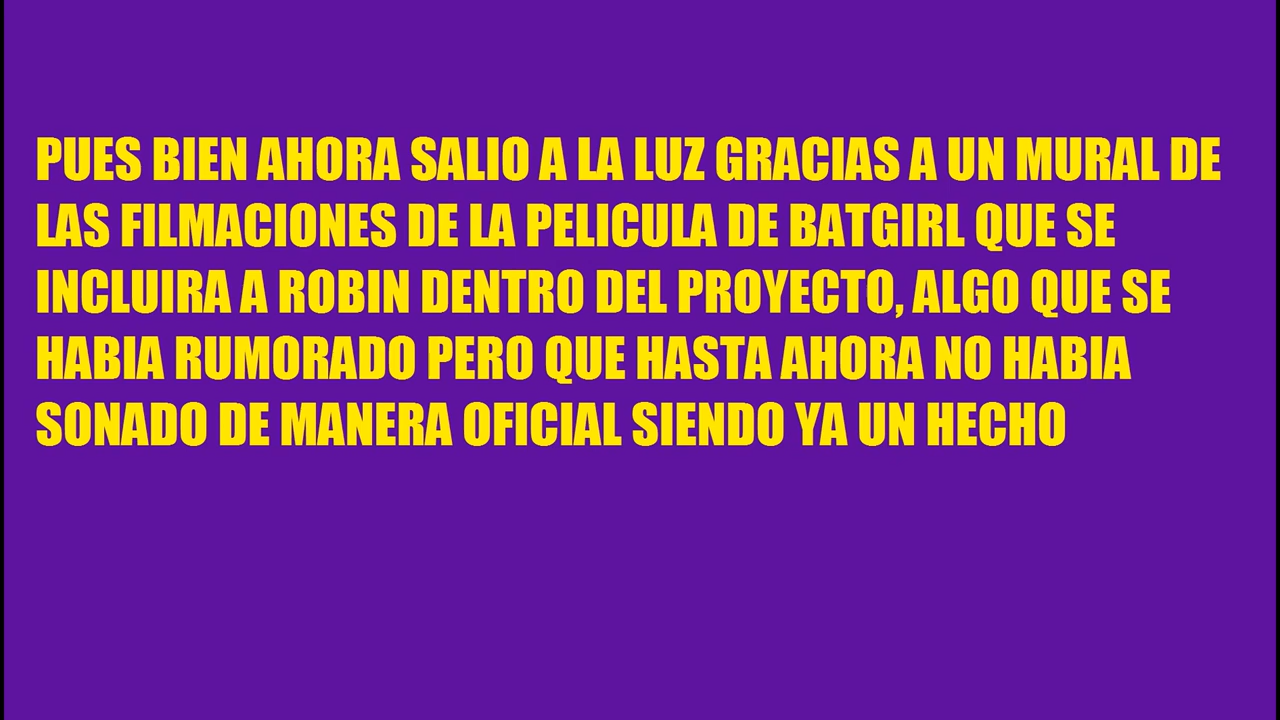 PUES BIEN AHORA SALIO A LA LUZ GRACIAS A UN MURAL DE
LAS FILMACIONES DE LA PELICULA DE BATGIRL QUE SE
INCLUIRA A ROBIN DENTRO DEL PROYECTO, ALGO QUE SE
HABIA RUMORADO PERO QUE HASTA AHORA NO HABIA
SONADO DE MANERA OFICIAL SIENDO YA UN HECHO